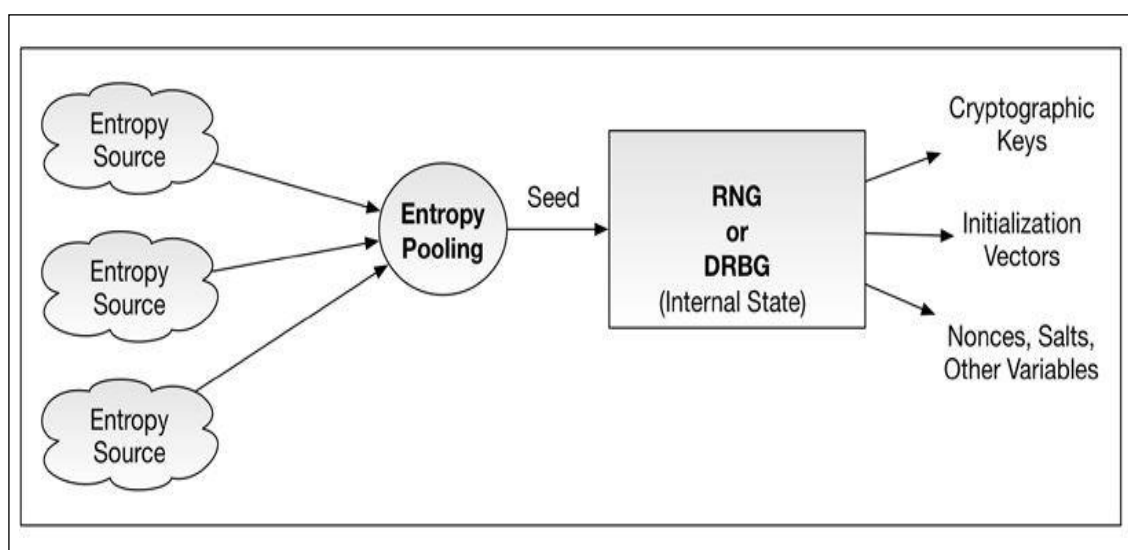 Entropy
Source
Entropy
Source
Entropy
Source
Entropy
Pooling
Seed
RNG
or
DRBG
(Internal State)
Cryptographic
Keys
Initialization
Vectors
Nonces, Salts,
Other Variables